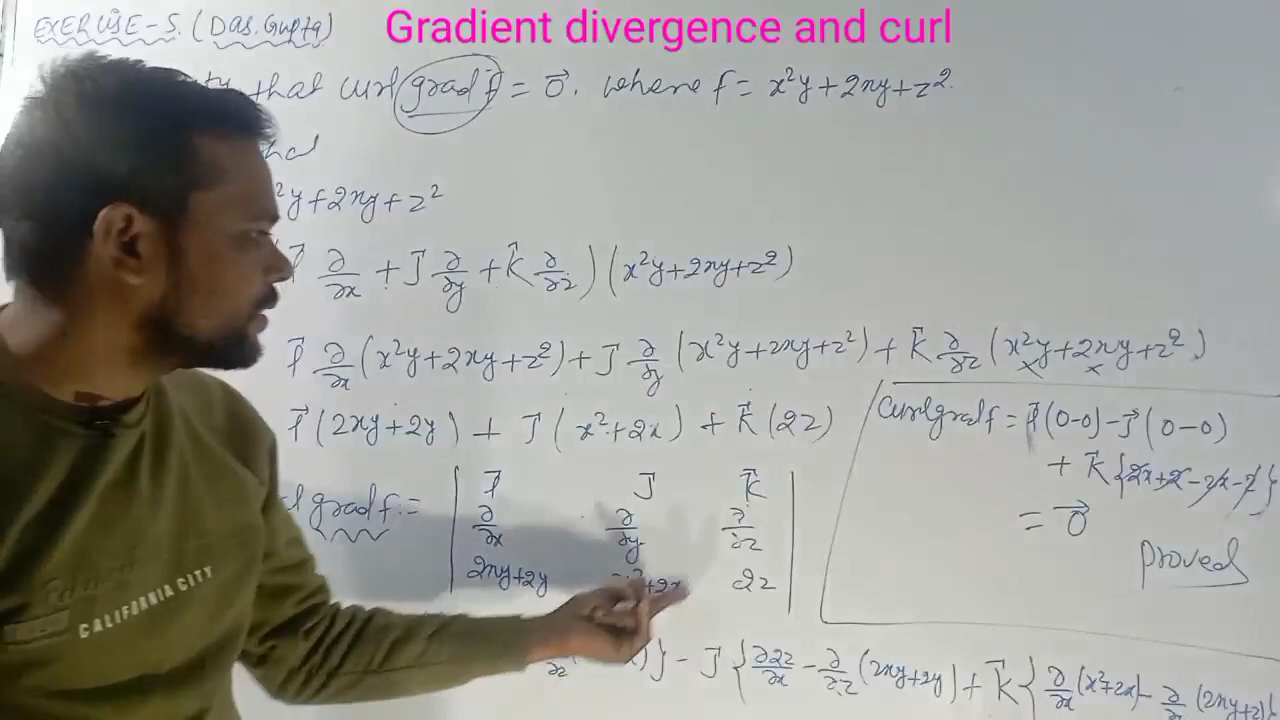 Gradient divergence and curl
EXERCISE-5. (Das Gupta)
that curl grad f = 0⃗. where f = x²y+2xy+z².
²y+2xy+z²
i⃗ ∂/∂x + j⃗ ∂/∂y + k⃗ ∂/∂z ) (x²y+2xy+z²)
i⃗ ∂/∂x (x²y+2xy+z²) + j⃗ ∂/∂y (x²y+2xy+z²) + k⃗ ∂/∂z (x²y+2xy+z²)
i⃗ (2xy+2y) + j⃗ (x²+2x) + k⃗ (2z)
grad f =
| i⃗ j⃗ k⃗ |
| ∂/∂x ∂/∂y ∂/∂z |
| 2xy+2y +2x 2z |
∂z } - j⃗ { ∂2z/∂x - ∂/∂z (2xy+2y) + k⃗ { ∂/∂x (x²+2x) -
curl grad f = i⃗ (0-0) - j⃗ (0-0)
+ k⃗ {2x+2-2x-2}
= 0⃗
Proved
CALIFORNIA CITY